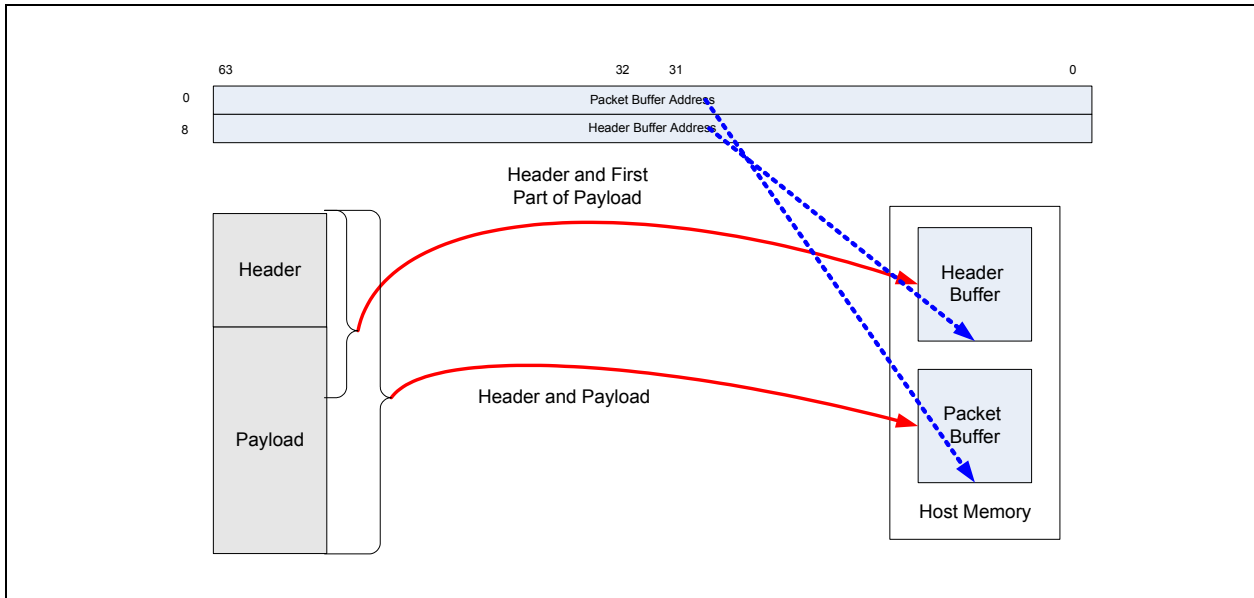 63 32 31 0
0 Packet Buffer Address
8 Header Buffer Address
Header and First
Part of Payload
Header
Header
Buffer
Header and Payload
Payload
Packet
Buffer
Host Memory